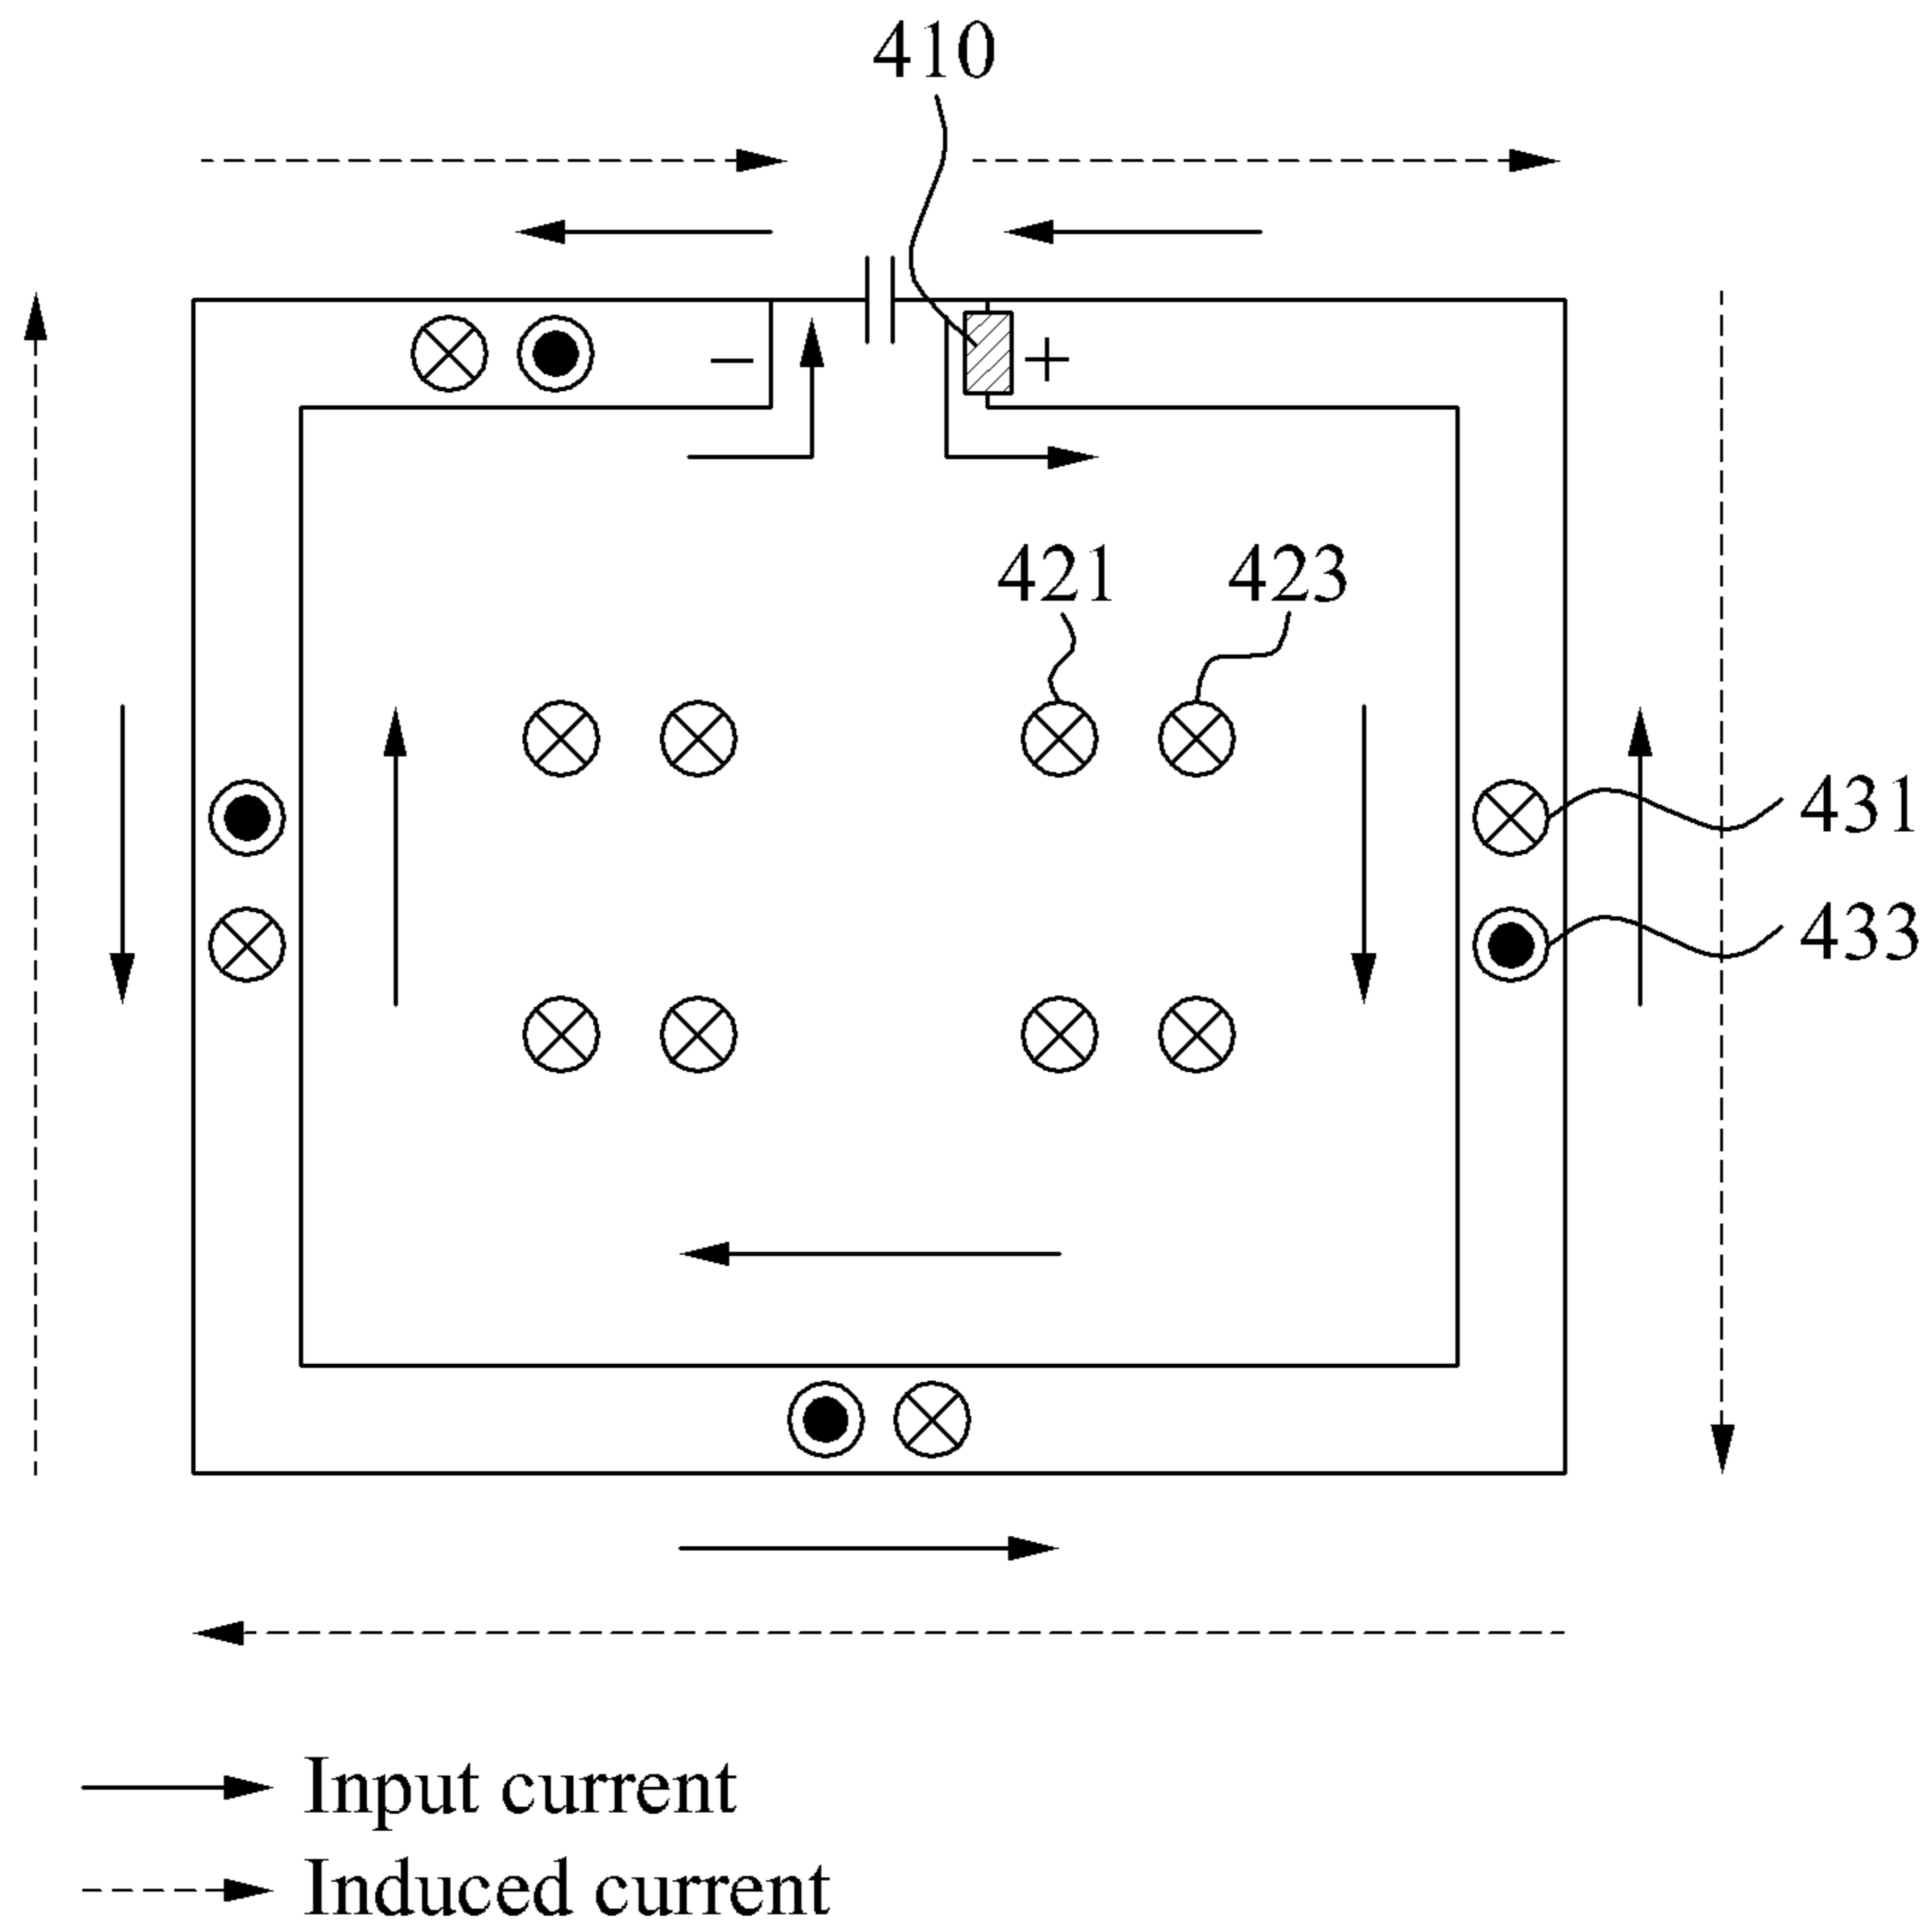 410
− +
421 423
431
433
Input current
Induced current